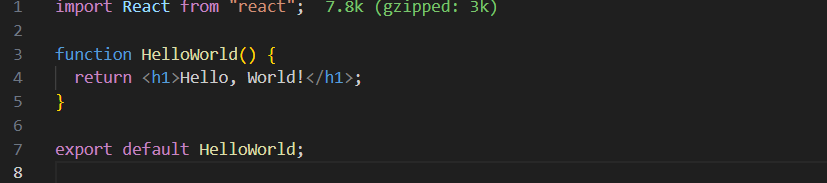 1 import React from "react"; 7.8k (gzipped: 3k)
2
3 function HelloWorld() {
4   return <h1>Hello, World!</h1>;
5 }
6
7 export default HelloWorld;
8